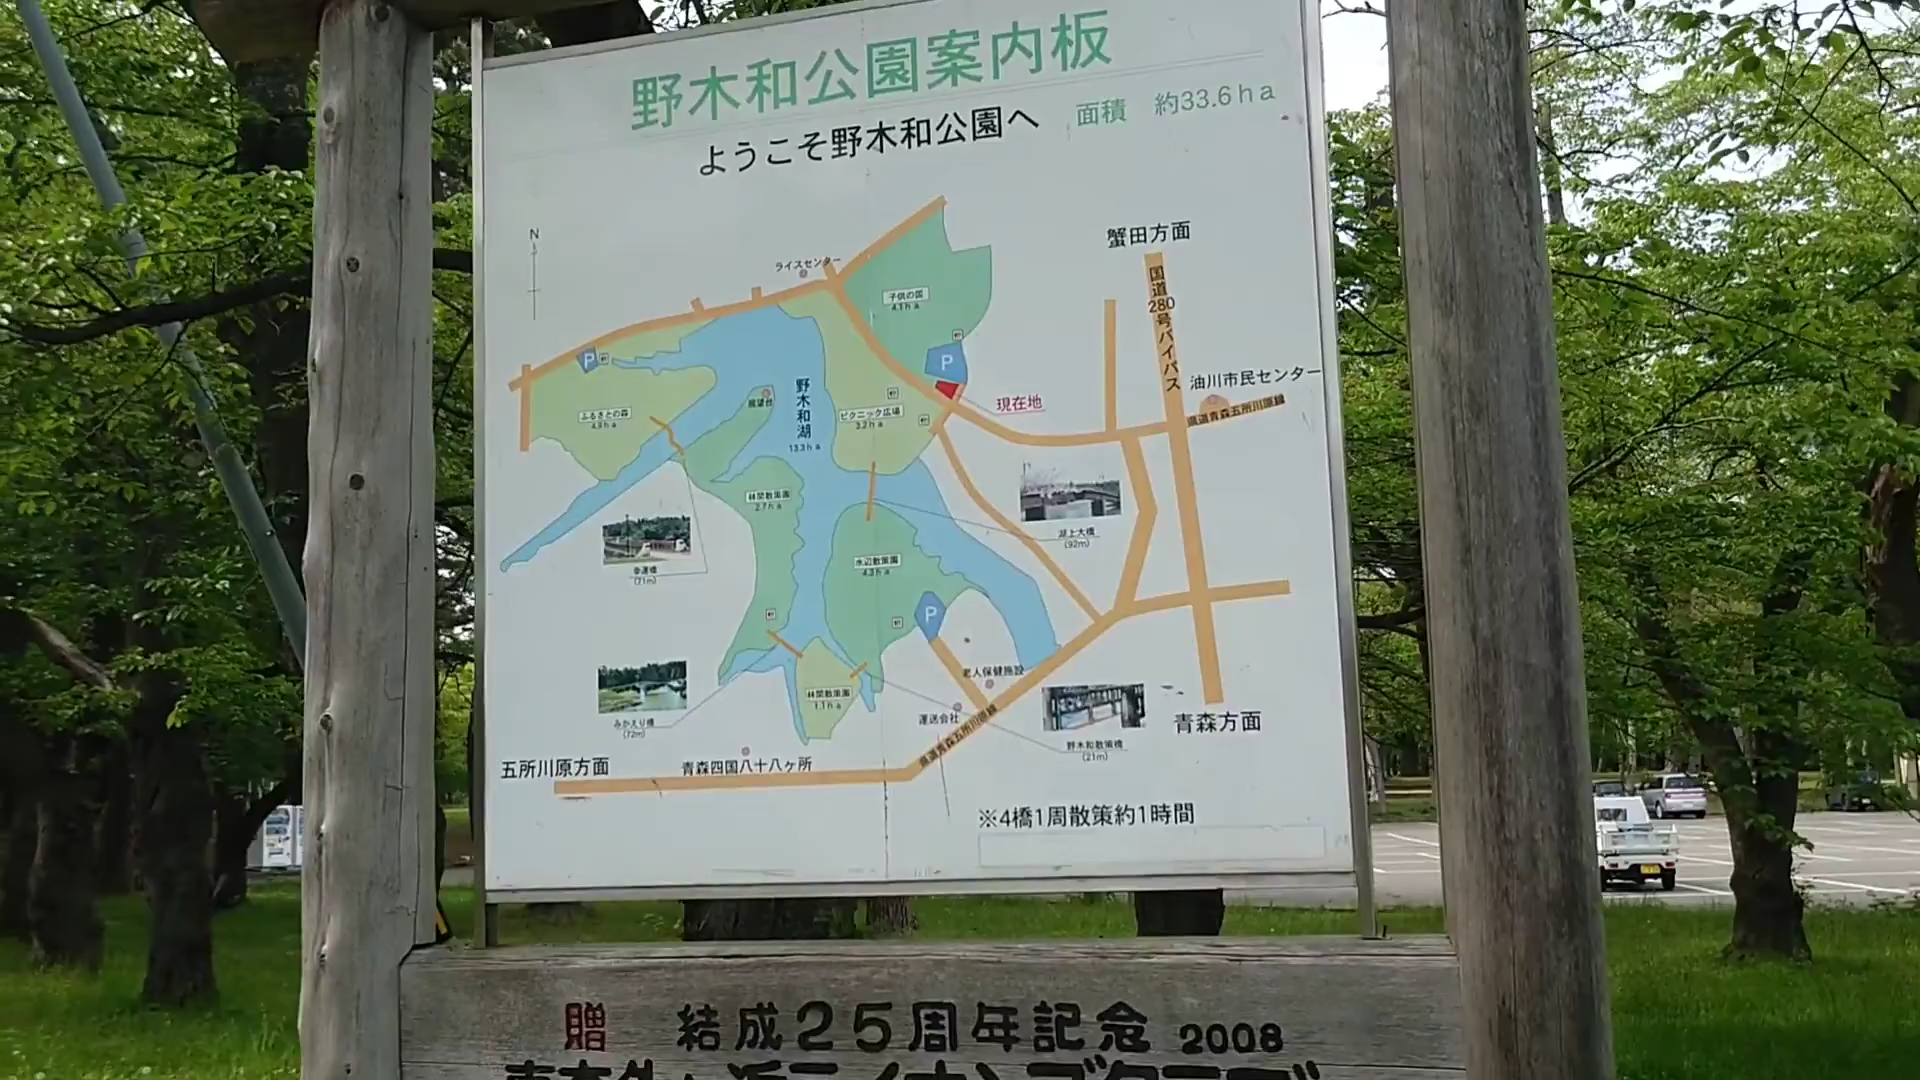 野木和公園案内板
ようこそ野木和公園へ 面積 約33.6ha
N
蟹田方面
ライスセンター
国道280号バイパス
子供の国
4.1ha
P
P
油川市民センター
現在地
県道青森五所川原線
展望台
野木和湖
13.3ha
ふるさとの森
4.9ha
ピクニック広場
3.2ha
林間散策園
2.7ha
湖上大橋
(92m)
水辺散策園
4.3ha
幸運橋
(71m)
P
老人保健施設
林間散策園
1.1ha
みかえり橋
(72m)
運送会社
県道青森五所川原線
青森方面
野木和散策橋
(21m)
五所川原方面
青森四国八十八ヶ所
※4橋1周散策約1時間
贈 結成25周年記念 2008